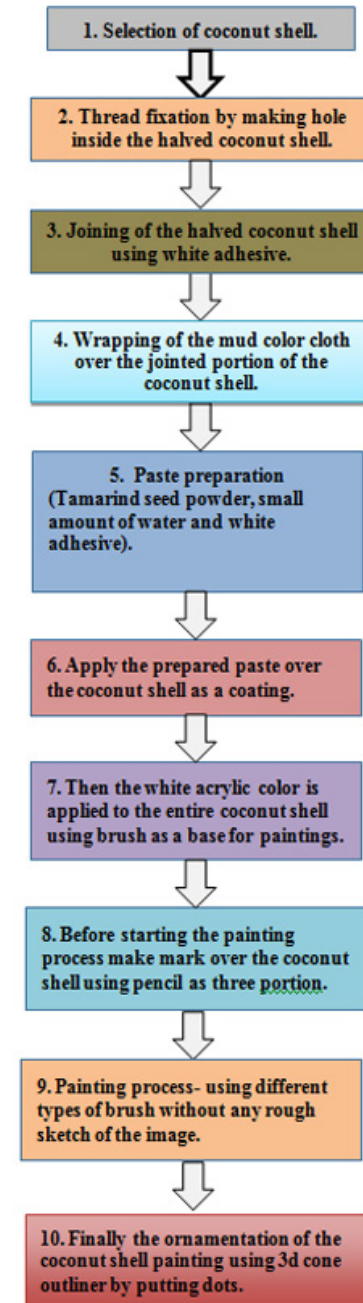 1. Selection of coconut shell.
2. Thread fixation by making hole
inside the halved coconut shell.
3. Joining of the halved coconut shell
using white adhesive.
4. Wrapping of the mud color cloth
over the jointed portion of the
coconut shell.
5. Paste preparation
(Tamarind seed powder, small
amount of water and white
adhesive).
6. Apply the prepared paste over
the coconut shell as a coating.
7. Then the white acrylic color is
applied to the entire coconut shell
using brush as a base for paintings.
8. Before starting the painting
process make mark over the coconut
shell using pencil as three portion.
9. Painting process- using different
types of brush without any rough
sketch of the image.
10. Finally the ornamentation of the
coconut shell painting using 3d cone
outliner by putting dots.